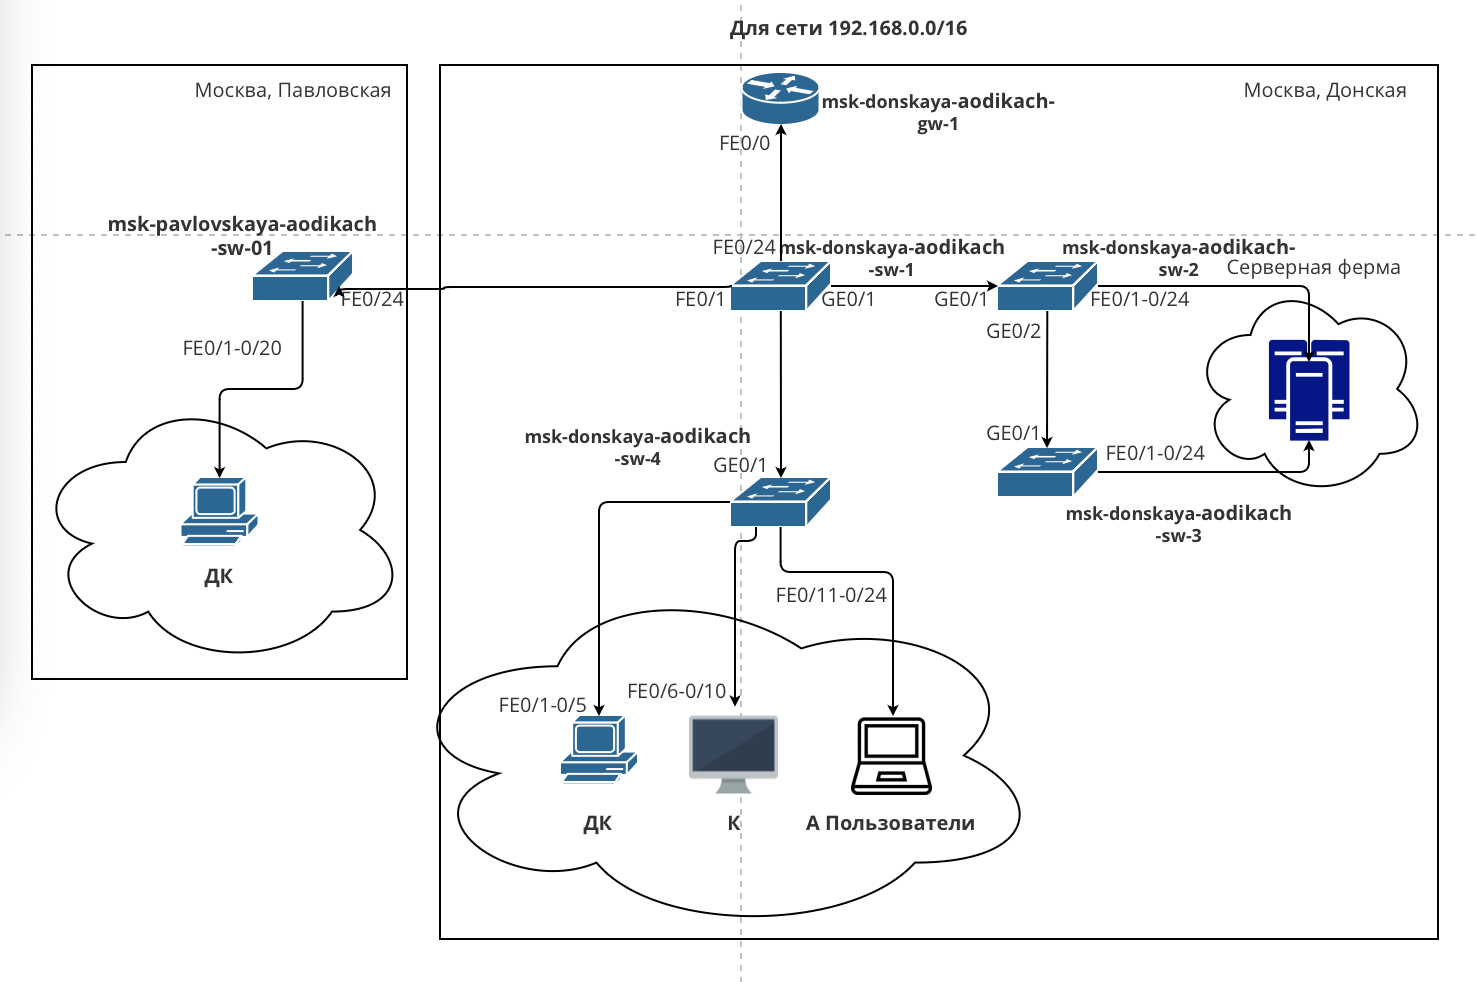 Для сети 192.168.0.0/16
Москва, Павловская
Москва, Донская
msk-donskaya-aodikach-
gw-1
FE0/0
msk-pavlovskaya-aodikach
-sw-01
FE0/24
FE0/1-0/20
ДК
FE0/24
msk-donskaya-aodikach
-sw-1
FE0/1
GE0/1
msk-donskaya-aodikach-
sw-2
Серверная ферма
GE0/1
FE0/1-0/24
GE0/2
GE0/1
FE0/1-0/24
msk-donskaya-aodikach
-sw-3
msk-donskaya-aodikach
-sw-4
GE0/1
FE0/11-0/24
FE0/6-0/10
FE0/1-0/5
ДК
К
А Пользователи